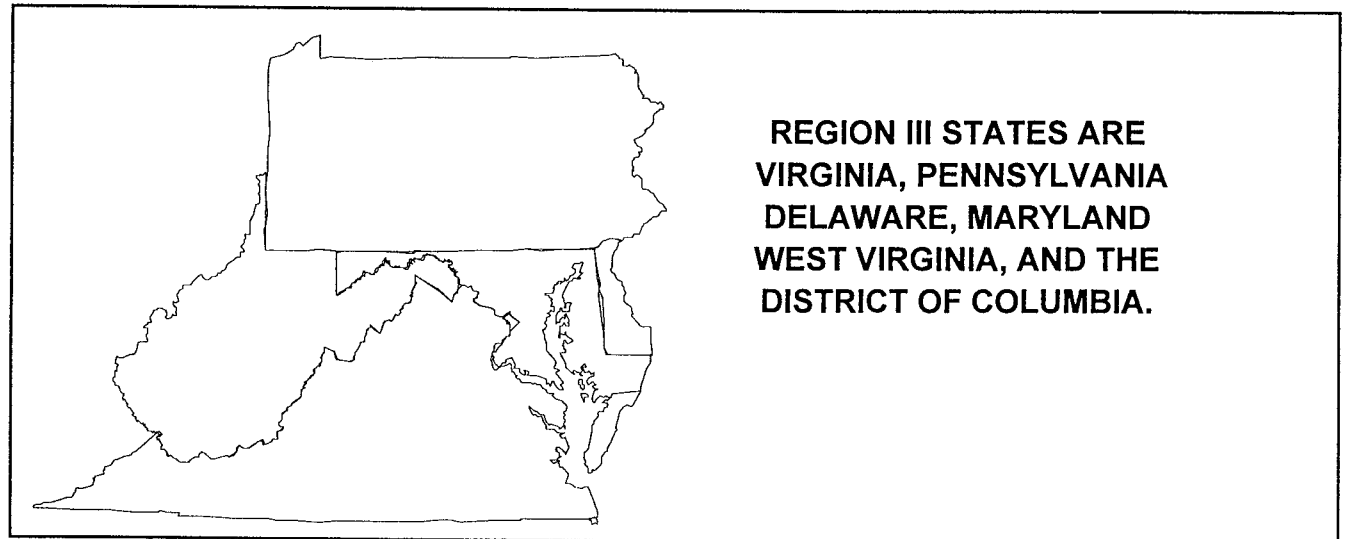 REGION III STATES ARE
VIRGINIA, PENNSYLVANIA
DELAWARE, MARYLAND
WEST VIRGINIA, AND THE
DISTRICT OF COLUMBIA.